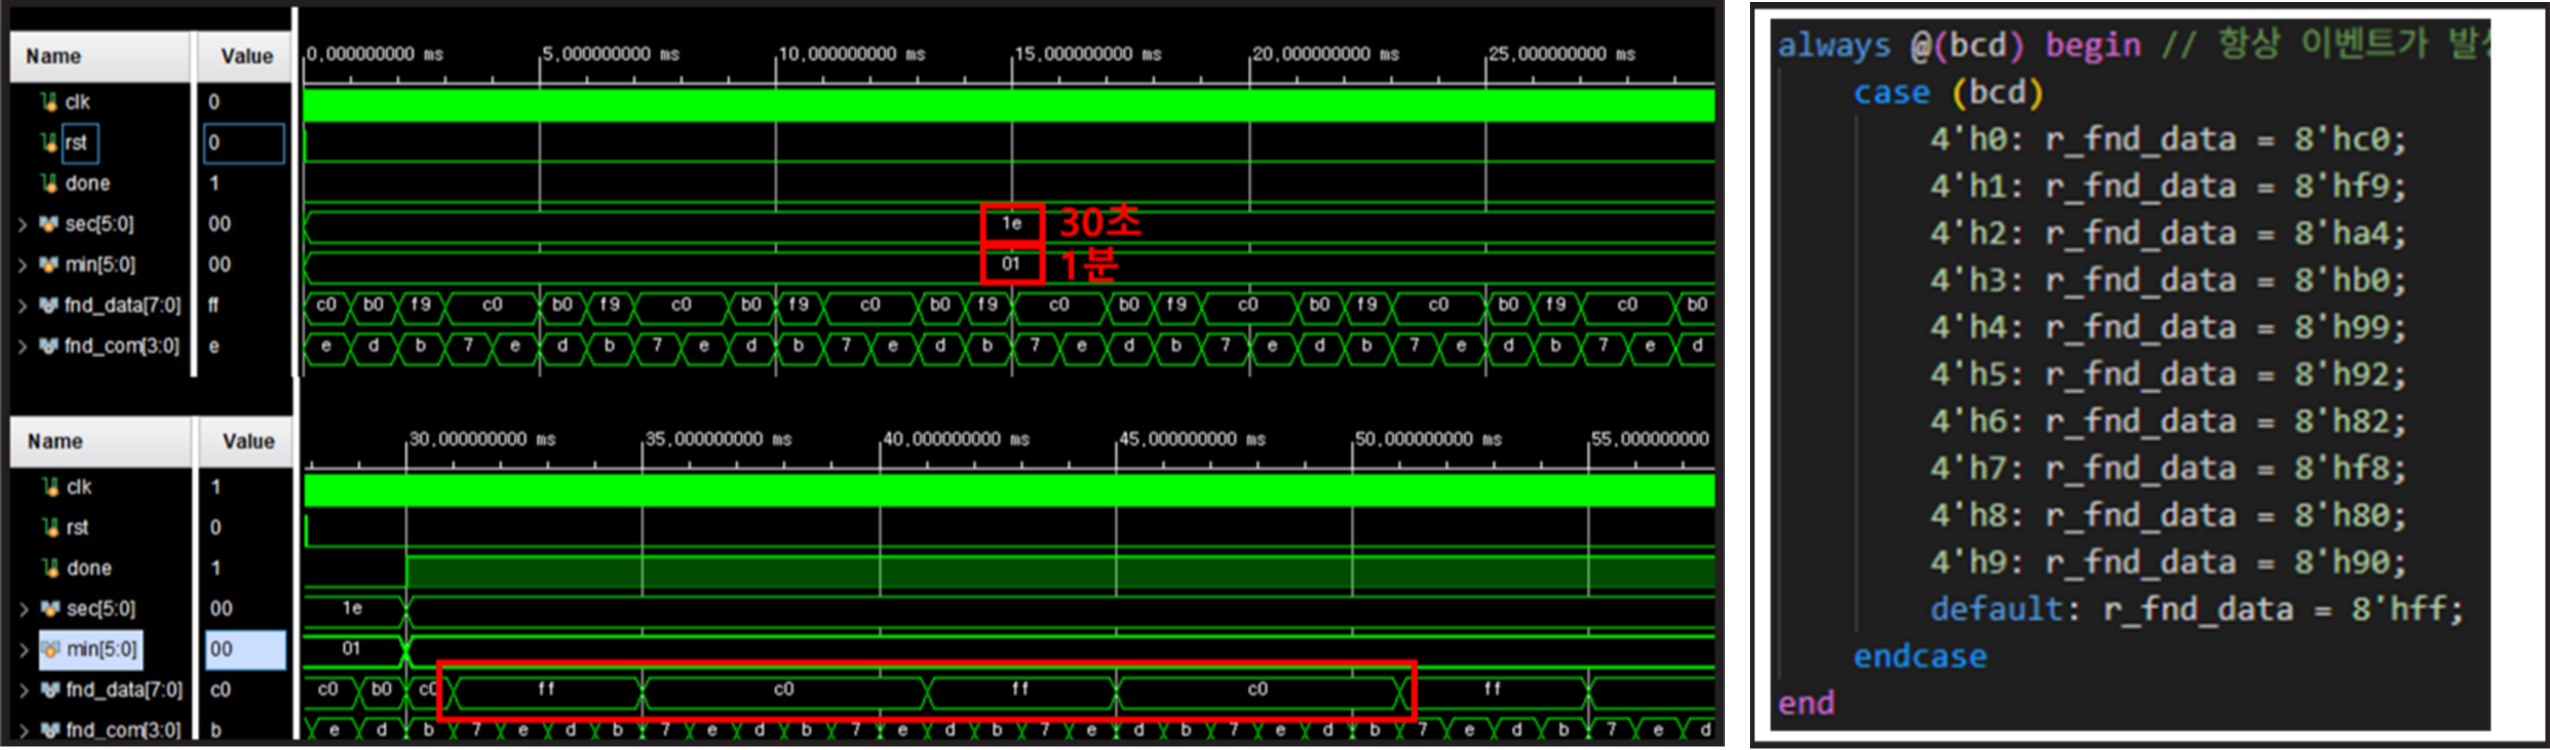 Name Value 0,000000000 ms 5,000000000 ms 10,000000000 ms 15,000000000 ms 20,000000000 ms 25,000000000 ms
clk 0
rst 0
done 1
sec[5:0] 00 1e 30초
min[5:0] 00 01 1분
fnd_data[7:0] ff c0 b0 f9 c0 b0 f9 c0 b0 f9 c0 b0 f9 c0 b0 f9 c0 b0 f9 c0 b0 f9 c0 b0
fnd_com[3:0] e e d b 7 e d b 7 e d b 7 e d b 7 e d b 7 e d b 7 e d b 7 e d
Name Value 30,000000000 ms 35,000000000 ms 40,000000000 ms 45,000000000 ms 50,000000000 ms 55,000000000
clk 1
rst 0
done 1
sec[5:0] 00 1e
min[5:0] 00 01
fnd_data[7:0] c0 c0 b0 c0 ff c0 ff c0 ff
fnd_com[3:0] b e d b 7 e d b 7 e d b 7 e d b 7 e d b 7 e d b 7 e d b 7 e d
always @(bcd) begin // 항상 이벤트가
case (bcd)
4'h0: r_fnd_data = 8'hc0;
4'h1: r_fnd_data = 8'hf9;
4'h2: r_fnd_data = 8'ha4;
4'h3: r_fnd_data = 8'hb0;
4'h4: r_fnd_data = 8'h99;
4'h5: r_fnd_data = 8'h92;
4'h6: r_fnd_data = 8'h82;
4'h7: r_fnd_data = 8'hf8;
4'h8: r_fnd_data = 8'h80;
4'h9: r_fnd_data = 8'h90;
default: r_fnd_data = 8'hff;
endcase
end